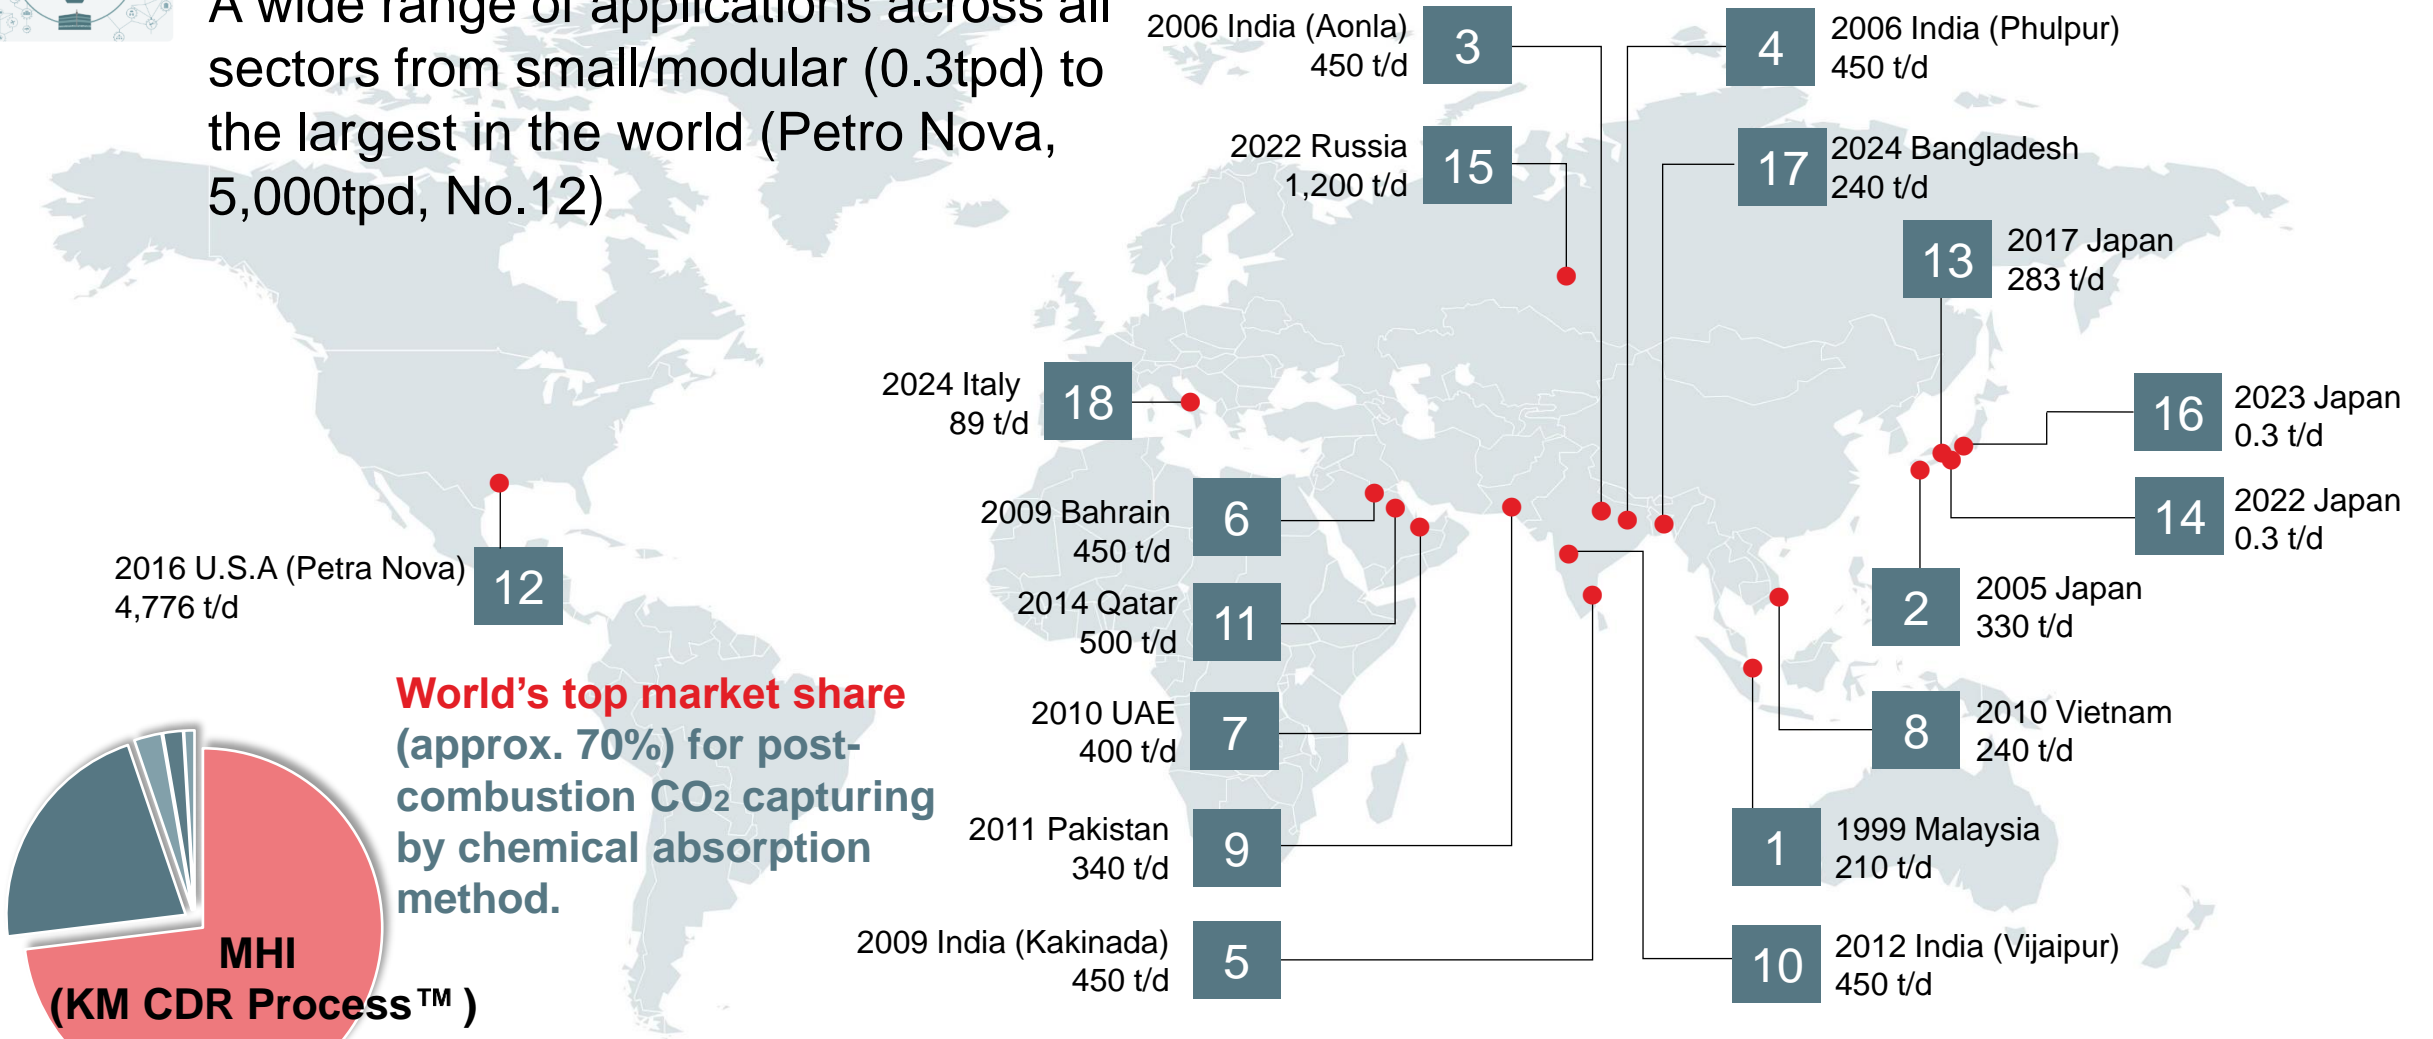 A wide range of applications across all
sectors from small/modular (0.3tpd) to
the largest in the world (Petro Nova,
5,000tpd, No.12)
2006 India (Aonla)
450 t/d
3
4
2006 India (Phulpur)
450 t/d
2022 Russia
1,200 t/d
15
17
2024 Bangladesh
240 t/d
13
2017 Japan
283 t/d
2024 Italy
89 t/d
18
16
2023 Japan
0.3 t/d
14
2022 Japan
0.3 t/d
2009 Bahrain
450 t/d
6
2016 U.S.A (Petra Nova)
4,776 t/d
12
2014 Qatar
500 t/d
11
2
2005 Japan
330 t/d
2010 UAE
400 t/d
7
8
2010 Vietnam
240 t/d
2011 Pakistan
340 t/d
9
1
1999 Malaysia
210 t/d
2009 India (Kakinada)
450 t/d
5
10
2012 India (Vijaipur)
450 t/d
World’s top market share
(approx. 70%) for post-
combustion CO2 capturing
by chemical absorption
method.
MHI
(KM CDR Process™ )